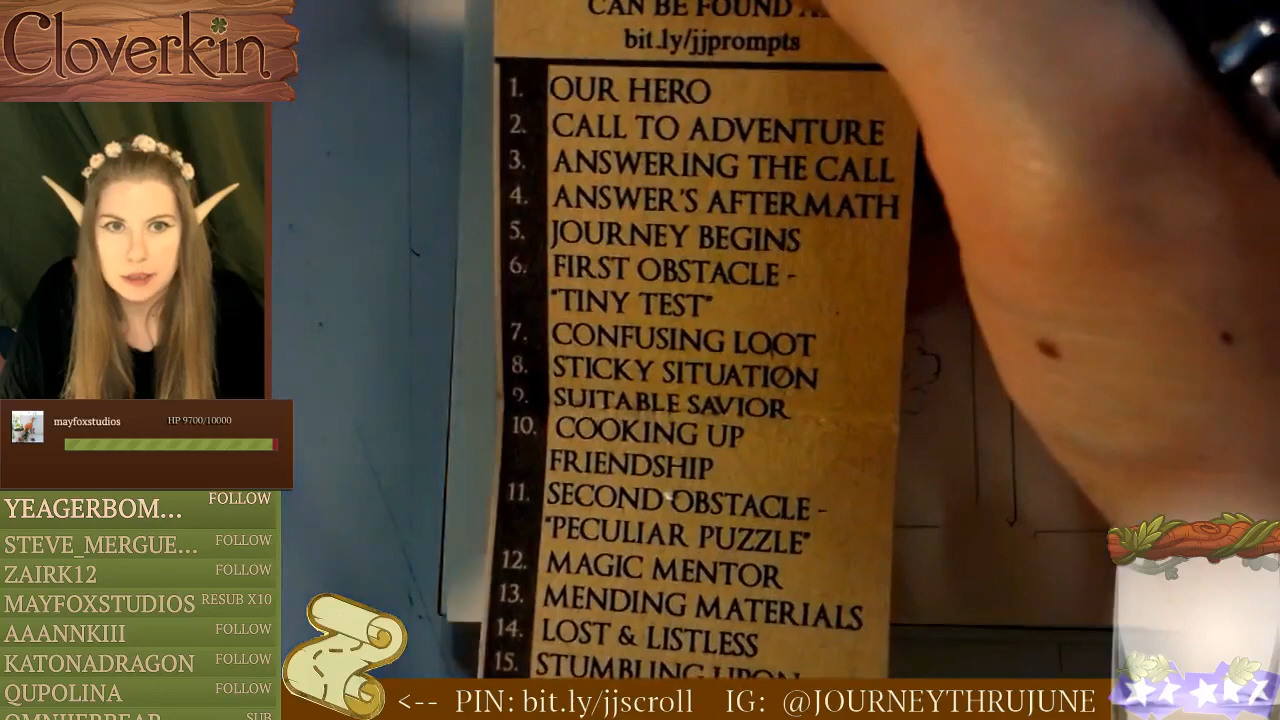 Cloverkin
CAN BE FOUND
bit.ly/jjprompts
1. OUR HERO
2. CALL TO ADVENTURE
3. ANSWERING THE CALL
4. ANSWER'S AFTERMATH
5. JOURNEY BEGINS
6. FIRST OBSTACLE -
"TINY TEST"
7. CONFUSING LOOT
8. STICKY SITUATION
9. SUITABLE SAVIOR
10. COOKING UP
FRIENDSHIP
11. SECOND OBSTACLE -
"PECULIAR PUZZLE"
12. MAGIC MENTOR
13. MENDING MATERIALS
14. LOST & LISTLESS
15. STUMBLING UPON
mayfoxstudios HP 9700/10000
YEAGERBOM... FOLLOW
STEVE_MERGUE... FOLLOW
ZAIRK12 FOLLOW
MAYFOXSTUDIOS RESUB X10
AAANNKIII FOLLOW
KATONADRAGON FOLLOW
QUPOLINA FOLLOW
OMNIHERBEAR SUB
<-- PIN: bit.ly/jjscroll IG: @JOURNEYTHRUJUNE